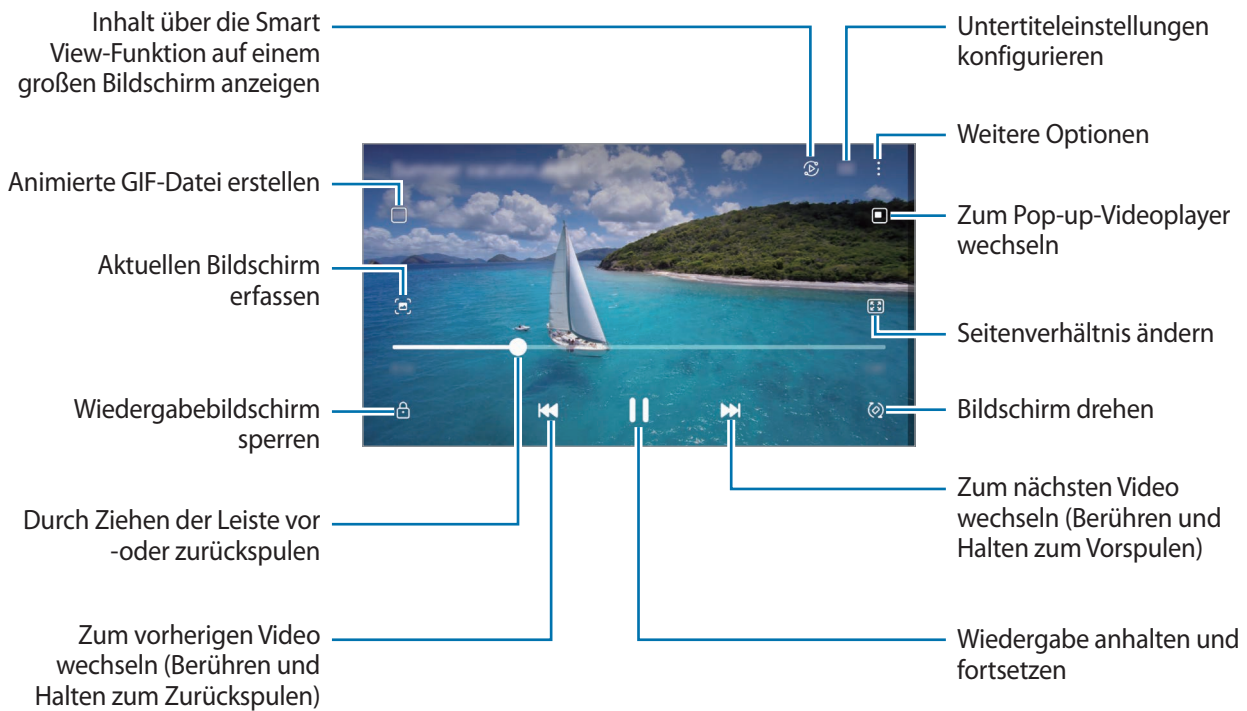 Inhalt über die Smart
View-Funktion auf einem
großen Bildschirm anzeigen
Animierte GIF-Datei erstellen
Aktuellen Bildschirm
erfassen
Wiedergabebildschirm
sperren
Durch Ziehen der Leiste vor
-oder zurückspulen
Zum vorherigen Video
wechseln (Berühren und
Halten zum Zurückspulen)
Untertiteleinstellungen
konfigurieren
Weitere Optionen
Zum Pop-up-Videoplayer
wechseln
Seitenverhältnis ändern
Bildschirm drehen
Zum nächsten Video
wechseln (Berühren und
Halten zum Vorspulen)
Wiedergabe anhalten und
fortsetzen